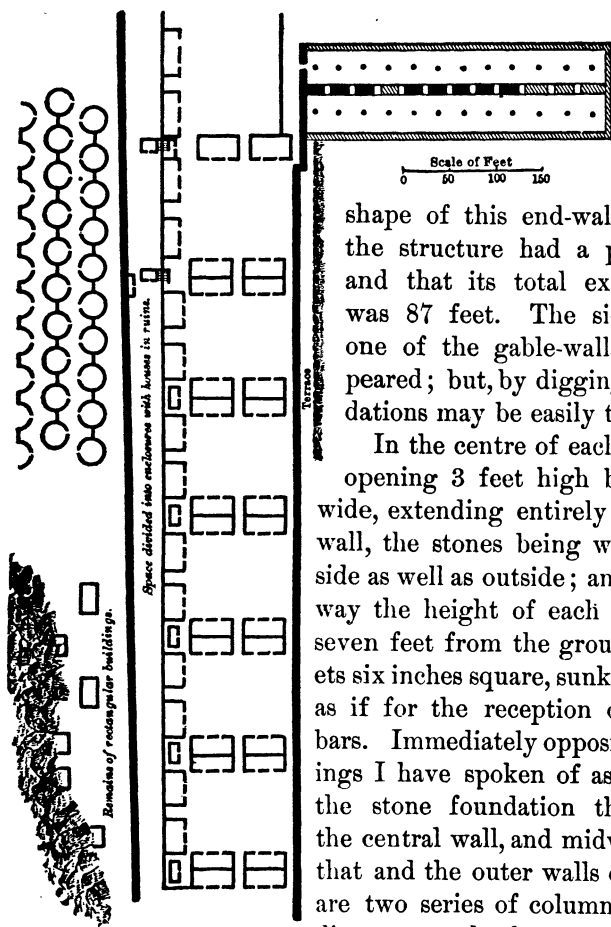 Scale of Feet
0 50 100 150
Terrace
Space divided into enclosures with houses in ruins.
Remains of rectangular buildings.
shape of this end-wal
the structure had a p
and that its total ex
was 87 feet. The si
one of the gable-wall
peared; but, by digging
dations may be easily t
In the centre of each
opening 3 feet high b
wide, extending entirely
wall, the stones being w
side as well as outside; an
way the height of each
seven feet from the grou
ets six inches square, sunk
as if for the reception o
bars. Immediately opposi
ings I have spoken of as
the stone foundation th
the central wall, and midw
that and the outer walls o
are two series of column